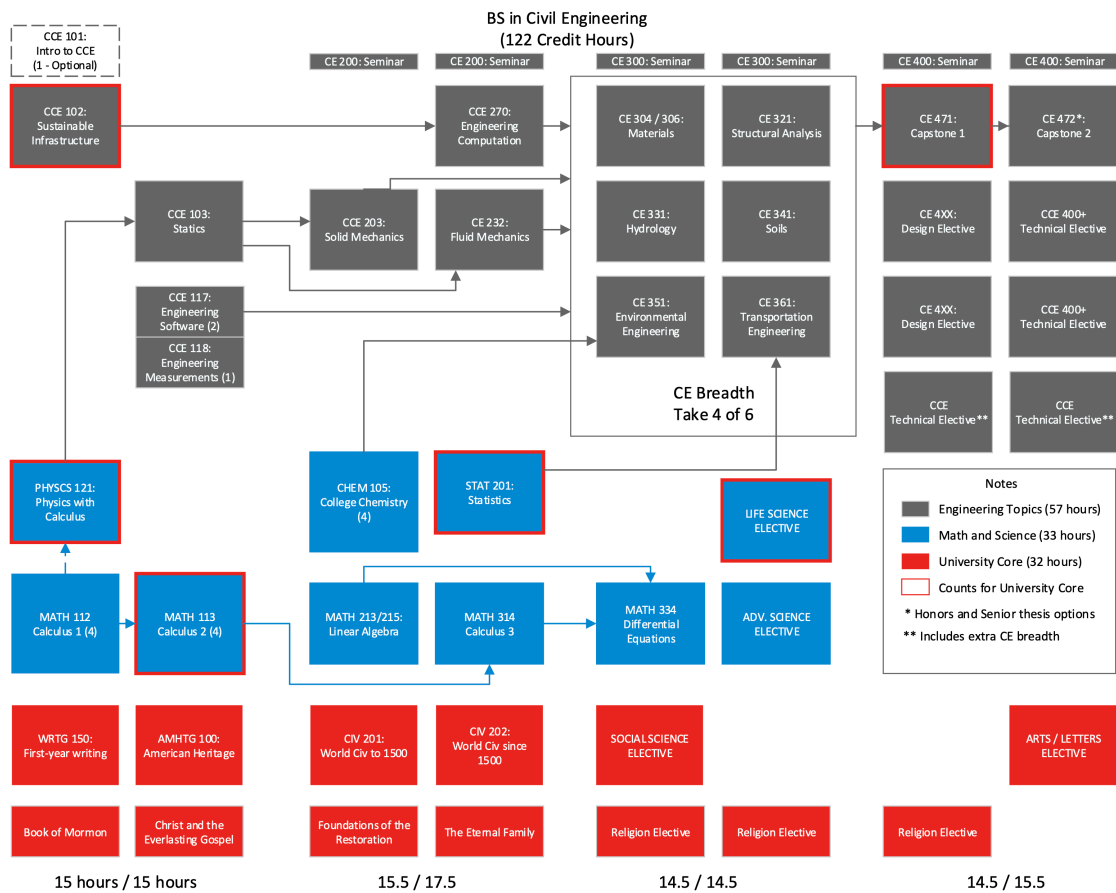 BS in Civil Engineering
(122 Credit Hours)
CCE 101:
Intro to CCE
(1 - Optional)
CE 200: Seminar
CE 200: Seminar
CE 300: Seminar
CE 300: Seminar
CE 400: Seminar
CE 400: Seminar
CCE 102:
Sustainable
Infrastructure
CCE 270:
Engineering
Computation
CE 304 / 306:
Materials
CE 321:
Structural Analysis
CE 471:
Capstone 1
CE 472*:
Capstone 2
CCE 103:
Statics
CCE 203:
Solid Mechanics
CE 232:
Fluid Mechanics
CE 331:
Hydrology
CE 341:
Soils
CE 4XX:
Design Elective
CCE 400+
Technical Elective
CCE 117:
Engineering
Software (2)
CCE 118:
Engineering
Measurements (1)
CE 351:
Environmental
Engineering
CE 361:
Transportation
Engineering
CE 4XX:
Design Elective
CCE 400+
Technical Elective
CE Breadth
Take 4 of 6
CCE
Technical Elective**
CCE
Technical Elective**
PHYSCS 121:
Physics with
Calculus
CHEM 105:
College Chemistry
(4)
STAT 201:
Statistics
LIFE SCIENCE
ELECTIVE
Notes
Engineering Topics (57 hours)
Math and Science (33 hours)
University Core (32 hours)
Counts for University Core
* Honors and Senior thesis options
** Includes extra CE breadth
MATH 112
Calculus 1 (4)
MATH 113
Calculus 2 (4)
MATH 213/215:
Linear Algebra
MATH 314
Calculus 3
MATH 334
Differential
Equations
ADV. SCIENCE
ELECTIVE
WRTG 150:
First-year writing
AMHTG 100:
American Heritage
CIV 201:
World Civ to 1500
CIV 202:
World Civ since
1500
SOCIAL SCIENCE
ELECTIVE
ARTS / LETTERS
ELECTIVE
Book of Mormon
Christ and the
Everlasting Gospel
Foundations of the
Restoration
The Eternal Family
Religion Elective
Religion Elective
Religion Elective
15 hours / 15 hours
15.5 / 17.5
14.5 / 14.5
14.5 / 15.5